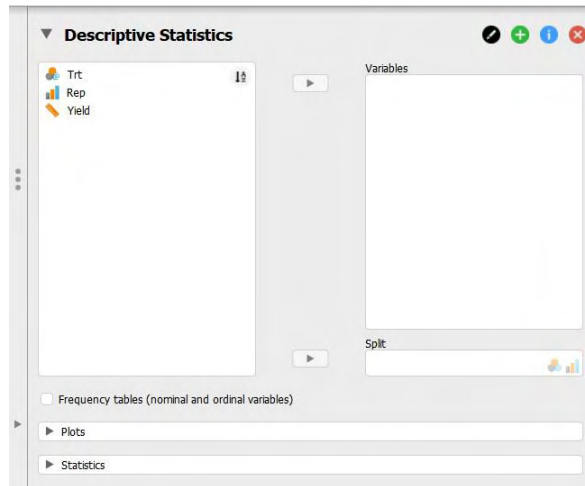 Descriptive Statistics
Trt
Rep
Yield
Variables
Split
Frequency tables (nominal and ordinal variables)
Plots
Statistics